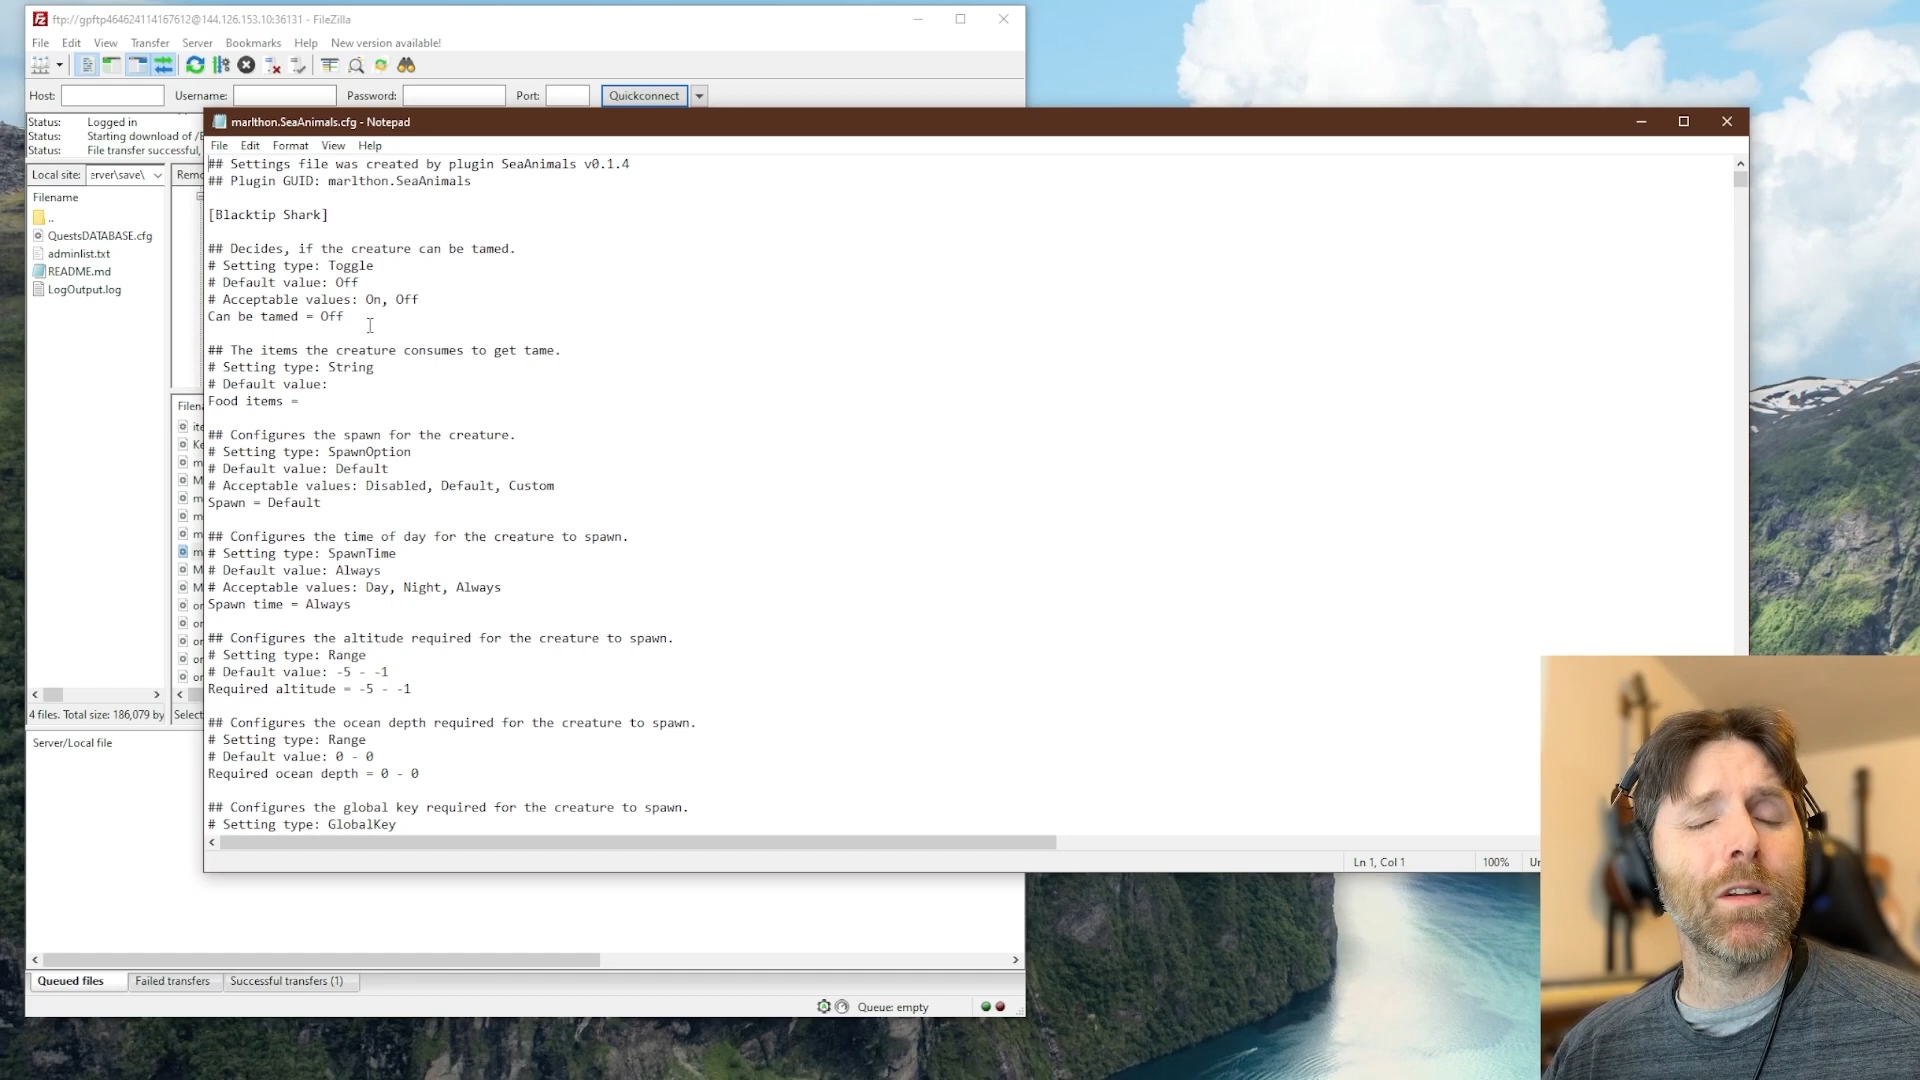 ftp://gpftp464624114167612@144.126.153.10:36131 - FileZilla
File Edit View Transfer Server Bookmarks Help New version available!
Host: Username: Password: Port: Quickconnect
Status: Logged in
Status: Starting download of /
Status: File transfer successful,
Local site: erver\save\
Filename
..
QuestsDATABASE.cfg
adminlist.txt
README.md
LogOutput.log
4 files. Total size: 186,079 by
Server/Local file
marlthon.SeaAnimals.cfg - Notepad
File Edit Format View Help
## Settings file was created by plugin SeaAnimals v0.1.4
## Plugin GUID: marlthon.SeaAnimals
[Blacktip Shark]
## Decides, if the creature can be tamed.
# Setting type: Toggle
# Default value: Off
# Acceptable values: On, Off
Can be tamed = Off
## The items the creature consumes to get tame.
# Setting type: String
# Default value:
Food items =
## Configures the spawn for the creature.
# Setting type: SpawnOption
# Default value: Default
# Acceptable values: Disabled, Default, Custom
Spawn = Default
## Configures the time of day for the creature to spawn.
# Setting type: SpawnTime
# Default value: Always
# Acceptable values: Day, Night, Always
Spawn time = Always
## Configures the altitude required for the creature to spawn.
# Setting type: Range
# Default value: -5 - -1
Required altitude = -5 - -1
## Configures the ocean depth required for the creature to spawn.
# Setting type: Range
# Default value: 0 - 0
Required ocean depth = 0 - 0
## Configures the global key required for the creature to spawn.
# Setting type: GlobalKey
Ln 1, Col 1 100%
Queued files Failed transfers Successful transfers (1)
Queue: empty